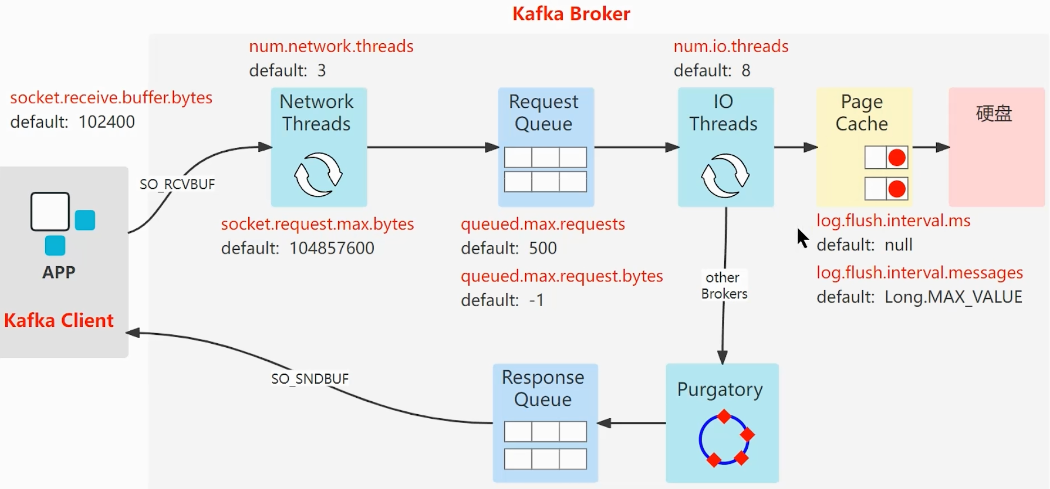 Kafka Broker
num.network.threads
default: 3
num.io.threads
default: 8
socket.receive.buffer.bytes
default: 102400
Network
Threads
Request
Queue
IO
Threads
Page
Cache
硬盘
SO_RCVBUF
socket.request.max.bytes
default: 104857600
queued.max.requests
default: 500
queued.max.request.bytes
default: -1
log.flush.interval.ms
default: null
log.flush.interval.messages
default: Long.MAX_VALUE
APP
Kafka Client
other
Brokers
SO_SNDBUF
Response
Queue
Purgatory